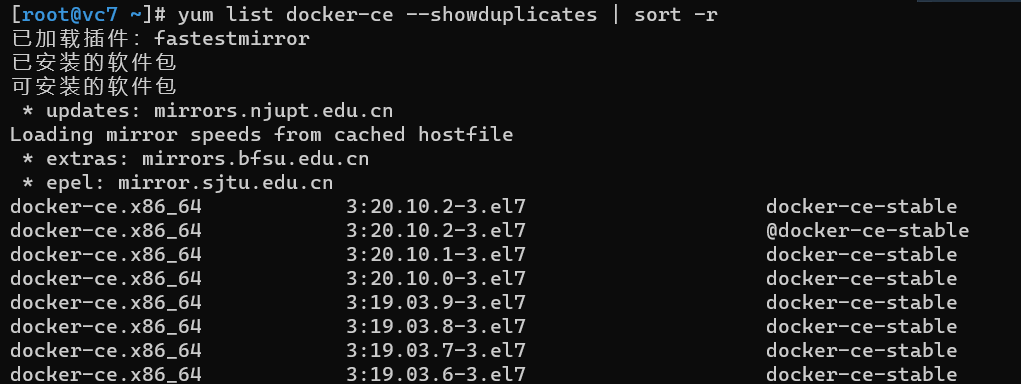 [root@vc7 ~]# yum list docker-ce --showduplicates | sort -r
已加载插件：fastestmirror
已安装的软件包
可安装的软件包
 * updates: mirrors.njupt.edu.cn
Loading mirror speeds from cached hostfile
 * extras: mirrors.bfsu.edu.cn
 * epel: mirror.sjtu.edu.cn
docker-ce.x86_64            3:20.10.2-3.el7                    docker-ce-stable
docker-ce.x86_64            3:20.10.2-3.el7                    @docker-ce-stable
docker-ce.x86_64            3:20.10.1-3.el7                    docker-ce-stable
docker-ce.x86_64            3:20.10.0-3.el7                    docker-ce-stable
docker-ce.x86_64            3:19.03.9-3.el7                    docker-ce-stable
docker-ce.x86_64            3:19.03.8-3.el7                    docker-ce-stable
docker-ce.x86_64            3:19.03.7-3.el7                    docker-ce-stable
docker-ce.x86_64            3:19.03.6-3.el7                    docker-ce-stable